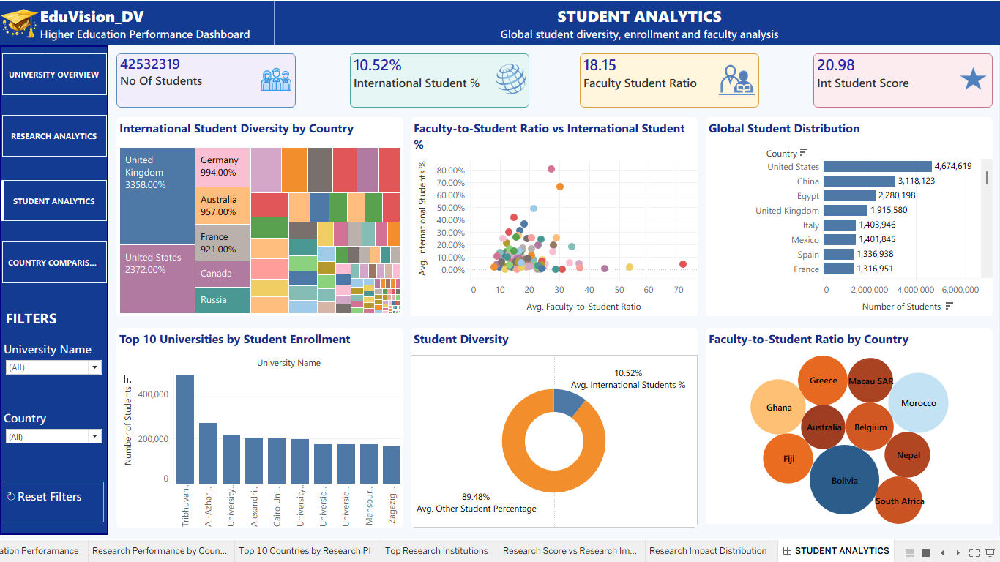 EduVision_DV
Higher Education Performance Dashboard
STUDENT ANALYTICS
Global student diversity, enrollment and faculty analysis
UNIVERSITY OVERVIEW
RESEARCH ANALYTICS
STUDENT ANALYTICS
COUNTRY COMPARIS...
FILTERS
University Name
(All)
Country
(All)
↻ Reset Filters
42532319
No Of Students
10.52%
International Student %
18.15
Faculty Student Ratio
20.98
Int Student Score
International Student Diversity by Country
United
Kingdom
3358.00%
United States
2372.00%
Germany
994.00%
Australia
957.00%
France
921.00%
Canada
Russia
Faculty-to-Student Ratio vs International Student
%
Avg. International Students %
80.00%
70.00%
60.00%
50.00%
40.00%
30.00%
20.00%
10.00%
0.00%
0 10 20 30 40 50 60 70
Avg. Faculty-to-Student Ratio
Global Student Distribution
Country
United States 4,674,619
China 3,118,123
Egypt 2,280,198
United Kingdom 1,915,580
Italy 1,403,946
Mexico 1,401,845
Spain 1,336,938
France 1,316,951
0 2,000,000 4,000,000 6,000,000
Number of Students
Top 10 Universities by Student Enrollment
University Name
Number of Students
400,000
200,000
0
Tribhuvan..
Al-Azhar ..
University..
Alexandri..
Cairo Uni..
University..
Universid..
Universid..
Mansour..
Zagazig ..
Student Diversity
10.52%
Avg. International Students %
89.48%
Avg. Other Student Percentage
Faculty-to-Student Ratio by Country
Greece
Macau SAR
Ghana
Morocco
Australia
Belgium
Fiji
Nepal
Bolivia
South Africa
ation Perforamance
Research Performance by Coun...
Top 10 Countries by Research PI
Top Research Institutions
Research Score vs Research Im...
Research Impact Distribution
STUDENT ANALYTICS